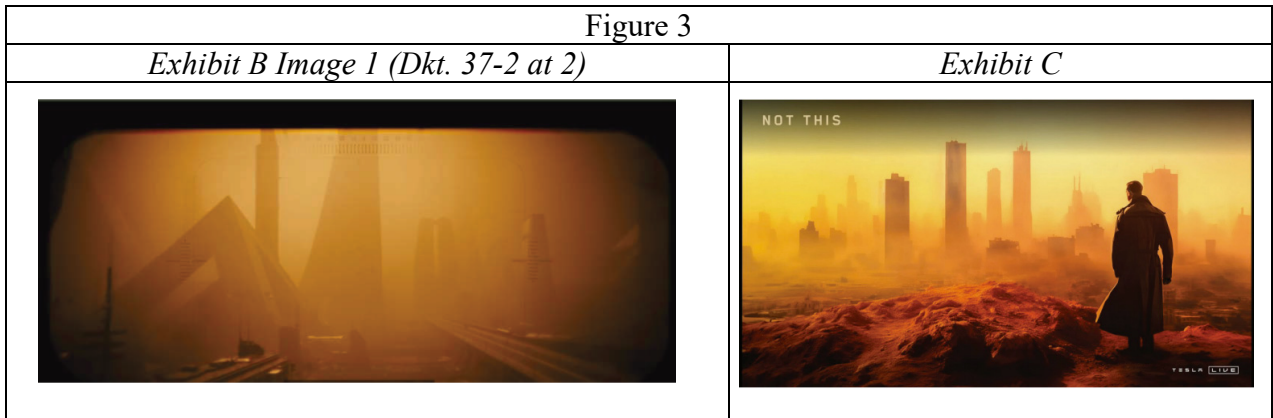 Figure 3
Exhibit B Image 1 (Dkt. 37-2 at 2)
Exhibit C
NOT THIS
TESLA LIVE